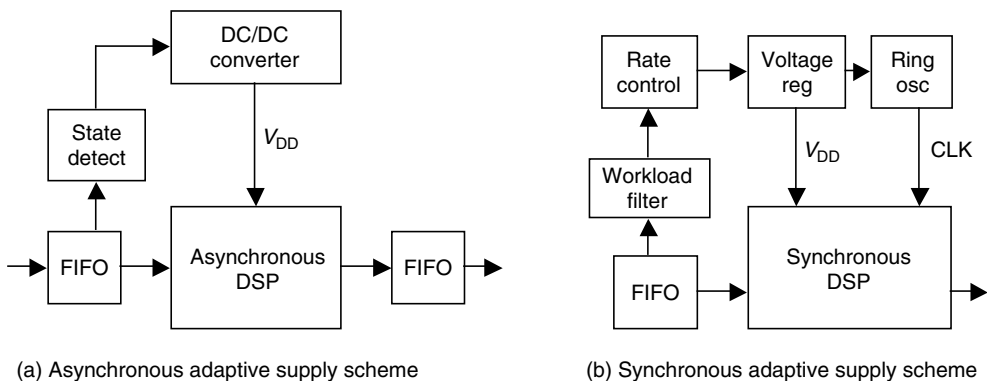 DC/DC
converter
State
detect
V_DD
FIFO
Asynchronous
DSP
FIFO
(a) Asynchronous adaptive supply scheme
Rate
control
Voltage
reg
Ring
osc
V_DD
CLK
Workload
filter
FIFO
Synchronous
DSP
(b) Synchronous adaptive supply scheme